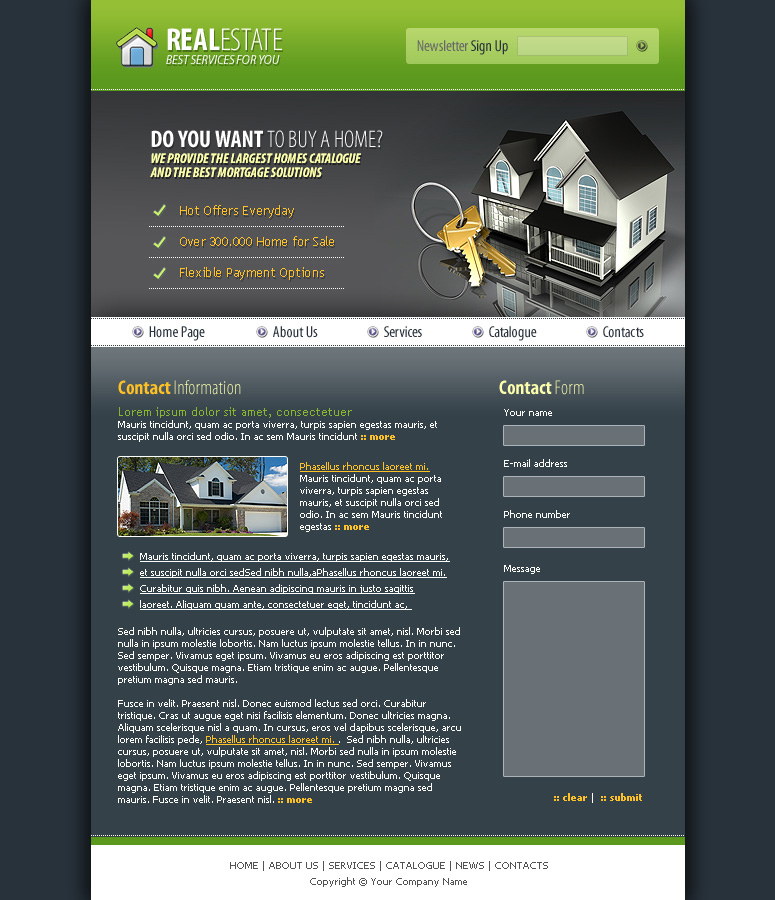 REALESTATE
BEST SERVICES FOR YOU
Newsletter Sign Up
DO YOU WANT TO BUY A HOME?
WE PROVIDE THE LARGEST HOMES CATALOGUE
AND THE BEST MORTGAGE SOLUTIONS
Hot Offers Everyday
Over 300.000 Home for Sale
Flexible Payment Options
Home Page
About Us
Services
Catalogue
Contacts
Contact Information
Lorem ipsum dolor sit amet, consectetuer
Mauris tincidunt, quam ac porta viverra, turpis sapien egestas mauris, et
suscipit nulla orci sed odio. In ac sem Mauris tincidunt :: more
Phasellus rhoncus laoreet mi.
Mauris tincidunt, quam ac porta
viverra, turpis sapien egestas
mauris, et suscipit nulla orci sed
odio. In ac sem Mauris tincidunt
egestas :: more
Mauris tincidunt, quam ac porta viverra, turpis sapien egestas mauris,
et suscipit nulla orci sedSed nibh nulla,aPhasellus rhoncus laoreet mi.
Curabitur quis nibh. Aenean adipiscing mauris in justo sagittis
laoreet. Aliquam quam ante, consectetuer eget, tincidunt ac,
Sed nibh nulla, ultricies cursus, posuere ut, vulputate sit amet, nisl. Morbi sed
nulla in ipsum molestie lobortis. Nam luctus ipsum molestie tellus. In in nunc.
Sed semper. Vivamus eget ipsum. Vivamus eu eros adipiscing est porttitor
vestibulum. Quisque magna. Etiam tristique enim ac augue. Pellentesque
pretium magna sed mauris.
Fusce in velit. Praesent nisl. Donec euismod lectus sed orci. Curabitur
tristique. Cras ut augue eget nisi facilisis elementum. Donec ultricies magna.
Aliquam scelerisque nisl a quam. In cursus, eros vel dapibus scelerisque, arcu
lorem facilisis pede, Phasellus rhoncus laoreet mi. . Sed nibh nulla, ultricies
cursus, posuere ut, vulputate sit amet, nisl. Morbi sed nulla in ipsum molestie
lobortis. Nam luctus ipsum molestie tellus. In in nunc. Sed semper. Vivamus
eget ipsum. Vivamus eu eros adipiscing est porttitor vestibulum. Quisque
magna. Etiam tristique enim ac augue. Pellentesque pretium magna sed
mauris. Fusce in velit. Praesent nisl. :: more
Contact Form
Your name
E-mail address
Phone number
Message
:: clear | :: submit
HOME | ABOUT US | SERVICES | CATALOGUE | NEWS | CONTACTS
Copyright © Your Company Name